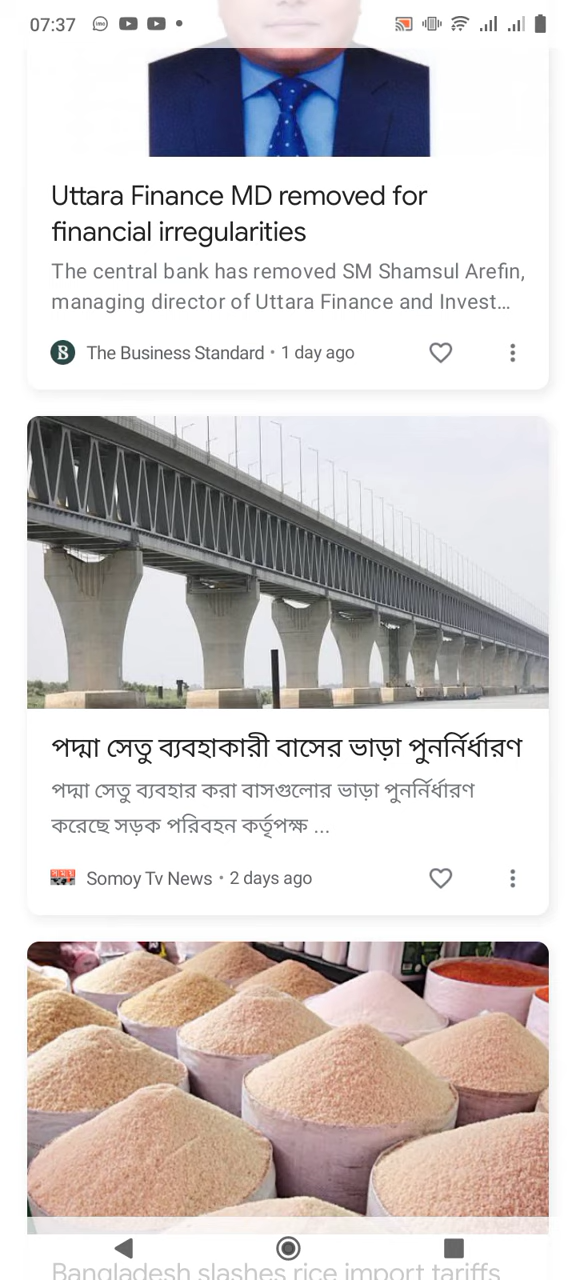 07:37
Uttara Finance MD removed for
financial irregularities
The central bank has removed SM Shamsul Arefin,
managing director of Uttara Finance and Invest...
B The Business Standard • 1 day ago
পদ্মা সেতু ব্যবহাকারী বাসের ভাড়া পুনর্নির্ধারণ
পদ্মা সেতু ব্যবহার করা বাসগুলোর ভাড়া পুনর্নির্ধারণ
করেছে সড়ক পরিবহন কর্তৃপক্ষ ...
সময় Somoy Tv News • 2 days ago
Bangladesh slashes rice import tariffs